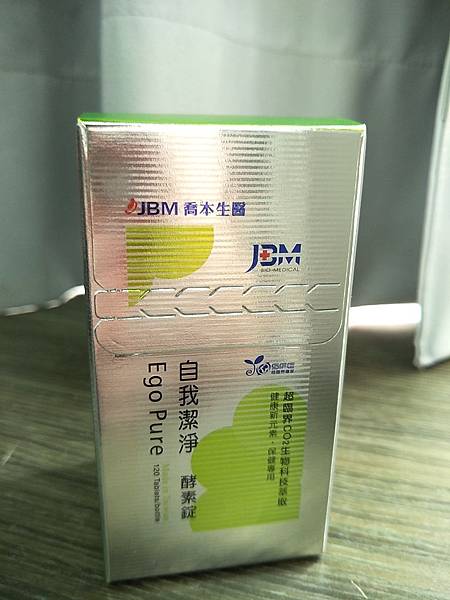 JBM 喬本生醫
JBM
BIO-MEDICAL
超臨界CO2生物科技萃取
健康新元素、保健專用
自我潔淨 酵素錠
Ego Pure
120 Tablets/bottle